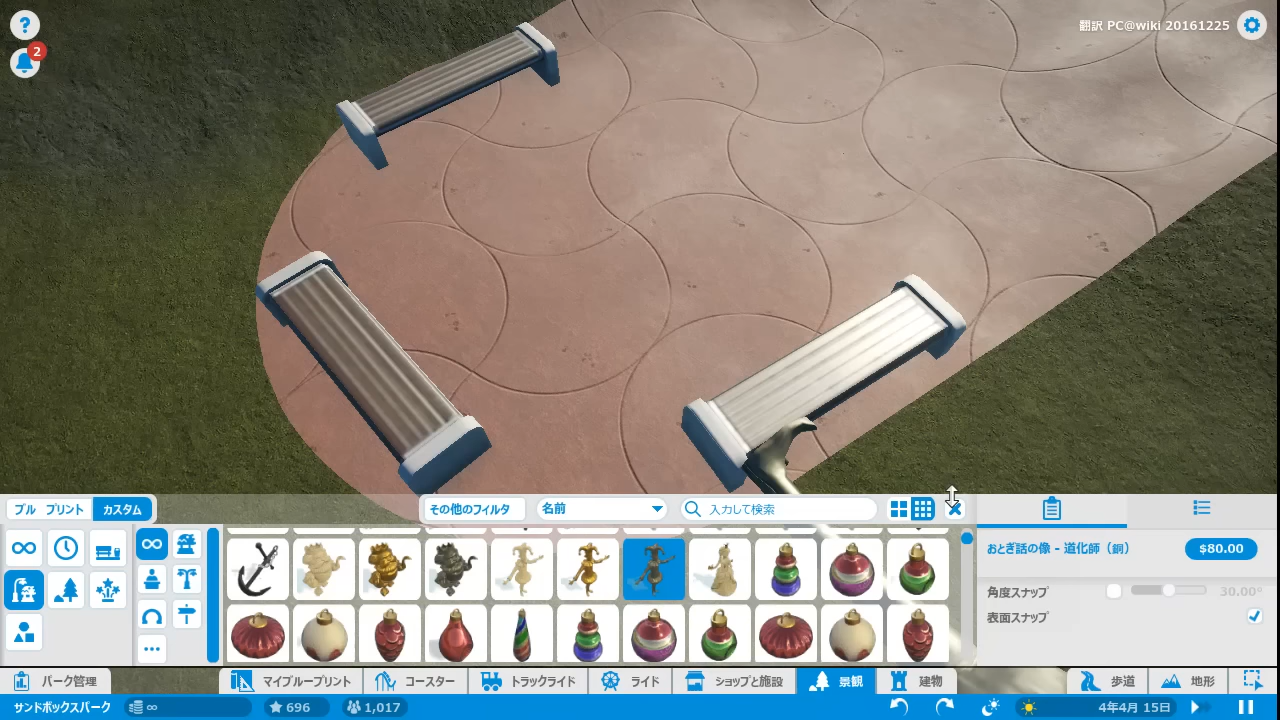 ?
2
翻訳 PC@wiki 20161225
ブループリント
カスタム
その他のフィルタ
名前
入力して検索
おとぎ話の像 - 道化師（銅）
$80.00
角度スナップ
30.00°
表面スナップ
パーク管理
マイブループリント
コースター
トラックライド
ライド
ショップと施設
景観
建物
歩道
地形
サンドボックスパーク
∞
696
1,017
4年4月 15日